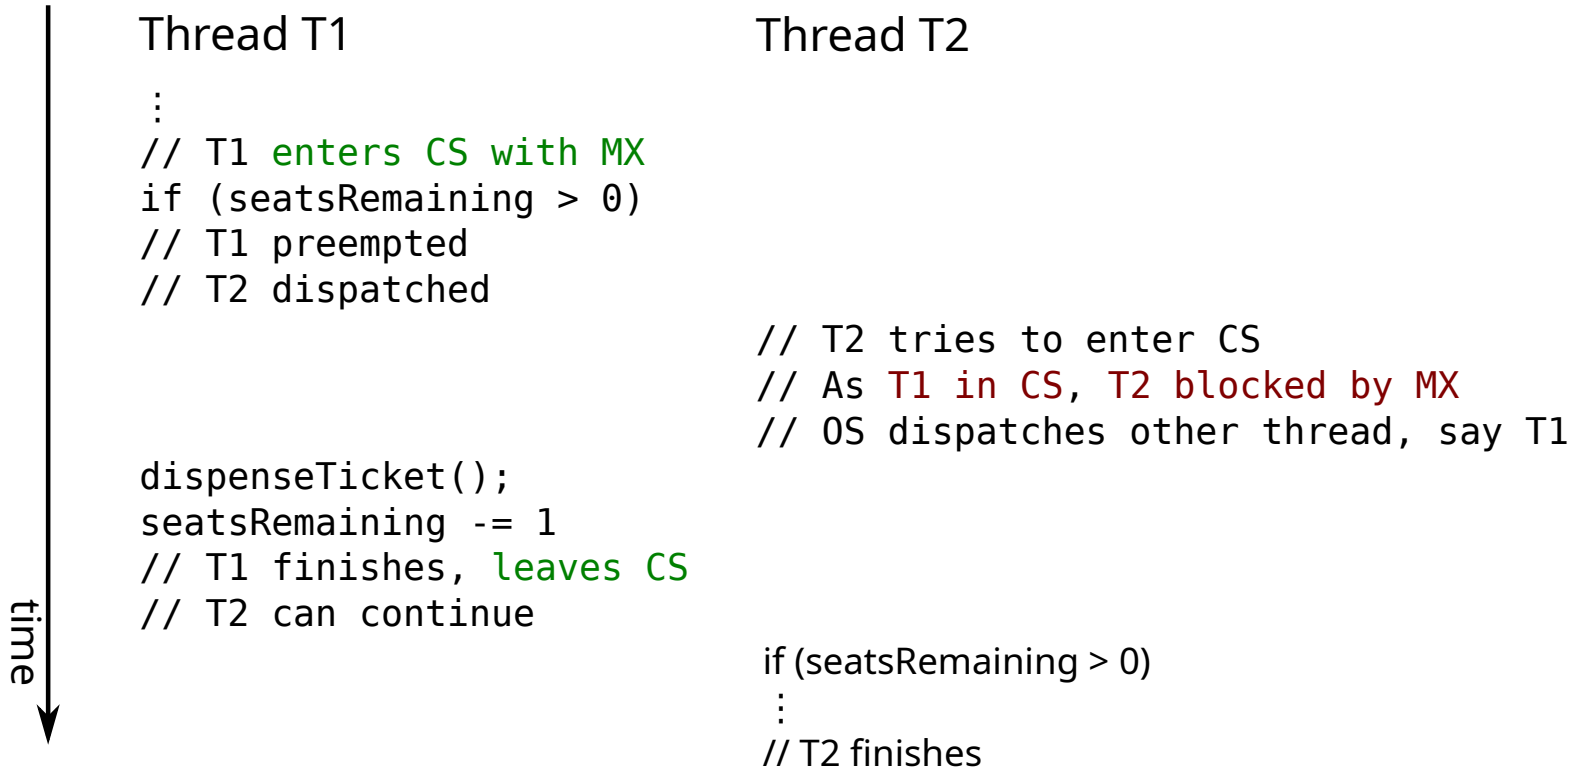 Thread T1
Thread T2
⋮
// T1 enters CS with MX
if (seatsRemaining > 0)
// T1 preempted
// T2 dispatched
// T2 tries to enter CS
// As T1 in CS, T2 blocked by MX
// OS dispatches other thread, say T1
dispenseTicket();
seatsRemaining -= 1
// T1 finishes, leaves CS
// T2 can continue
if (seatsRemaining > 0)
⋮
// T2 finishes
time